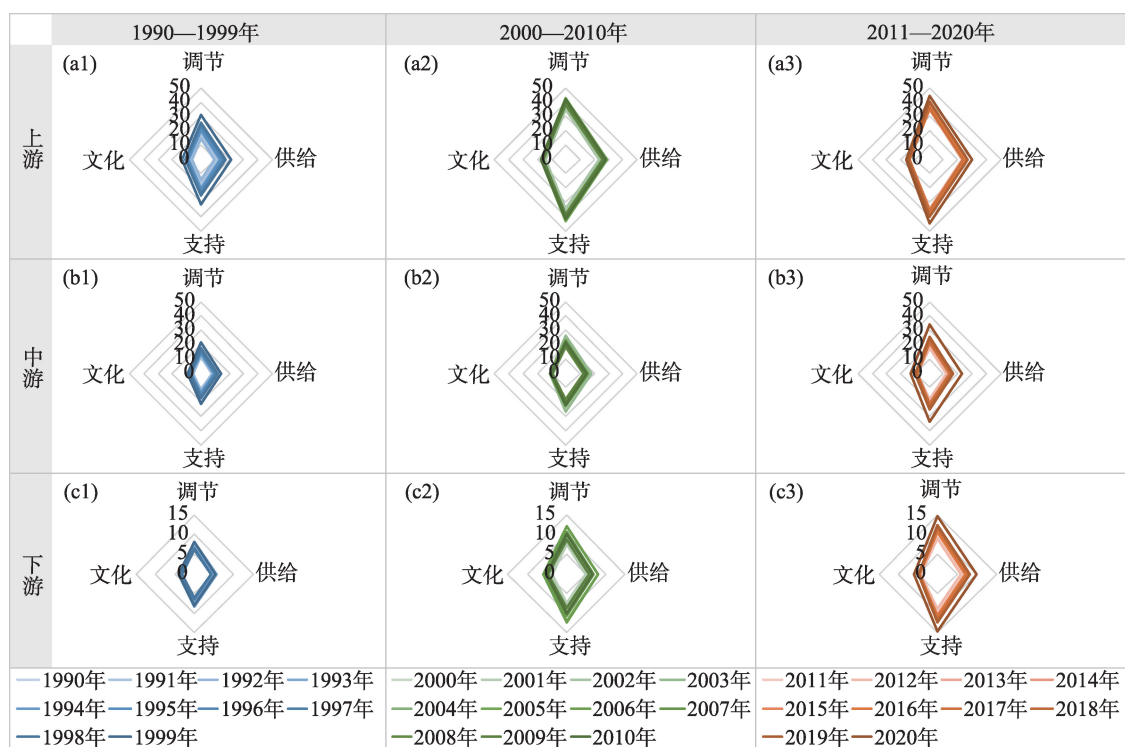 1990—1999年 2000—2010年 2011—2020年
上游
(a1) 调节
50
40
30
20
10
0
文化 供给
支持
(a2) 调节
50
40
30
20
10
0
文化 供给
支持
(a3) 调节
50
40
30
20
10
0
文化 供给
支持
中游
(b1) 调节
50
40
30
20
10
0
文化 供给
支持
(b2) 调节
50
40
30
20
10
0
文化 供给
支持
(b3) 调节
50
40
30
20
10
0
文化 供给
支持
下游
(c1) 调节
15
10
5
0
文化 供给
支持
(c2) 调节
15
10
5
0
文化 供给
支持
(c3) 调节
15
10
5
0
文化 供给
支持
1990年 1991年 1992年 1993年
1994年 1995年 1996年 1997年
1998年 1999年
2000年 2001年 2002年 2003年
2004年 2005年 2006年 2007年
2008年 2009年 2010年
2011年 2012年 2013年 2014年
2015年 2016年 2017年 2018年
2019年 2020年